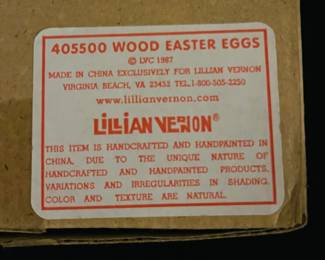 405500 WOOD EASTER EGGS
© LVC 1987
MADE IN CHINA EXCLUSIVELY FOR LILLIAN VERNON
VIRGINIA BEACH, VA 23452 TEL.1-800-505-2250
www.lillianvernon.com
LILLIAN VERNON®
THIS ITEM IS HANDCRAFTED AND HANDPAINTED IN
CHINA. DUE TO THE UNIQUE NATURE OF
HANDCRAFTED AND HANDPAINTED PRODUCTS,
VARIATIONS AND IRREGULARITIES IN SHADING,
COLOR AND TEXTURE ARE NATURAL.